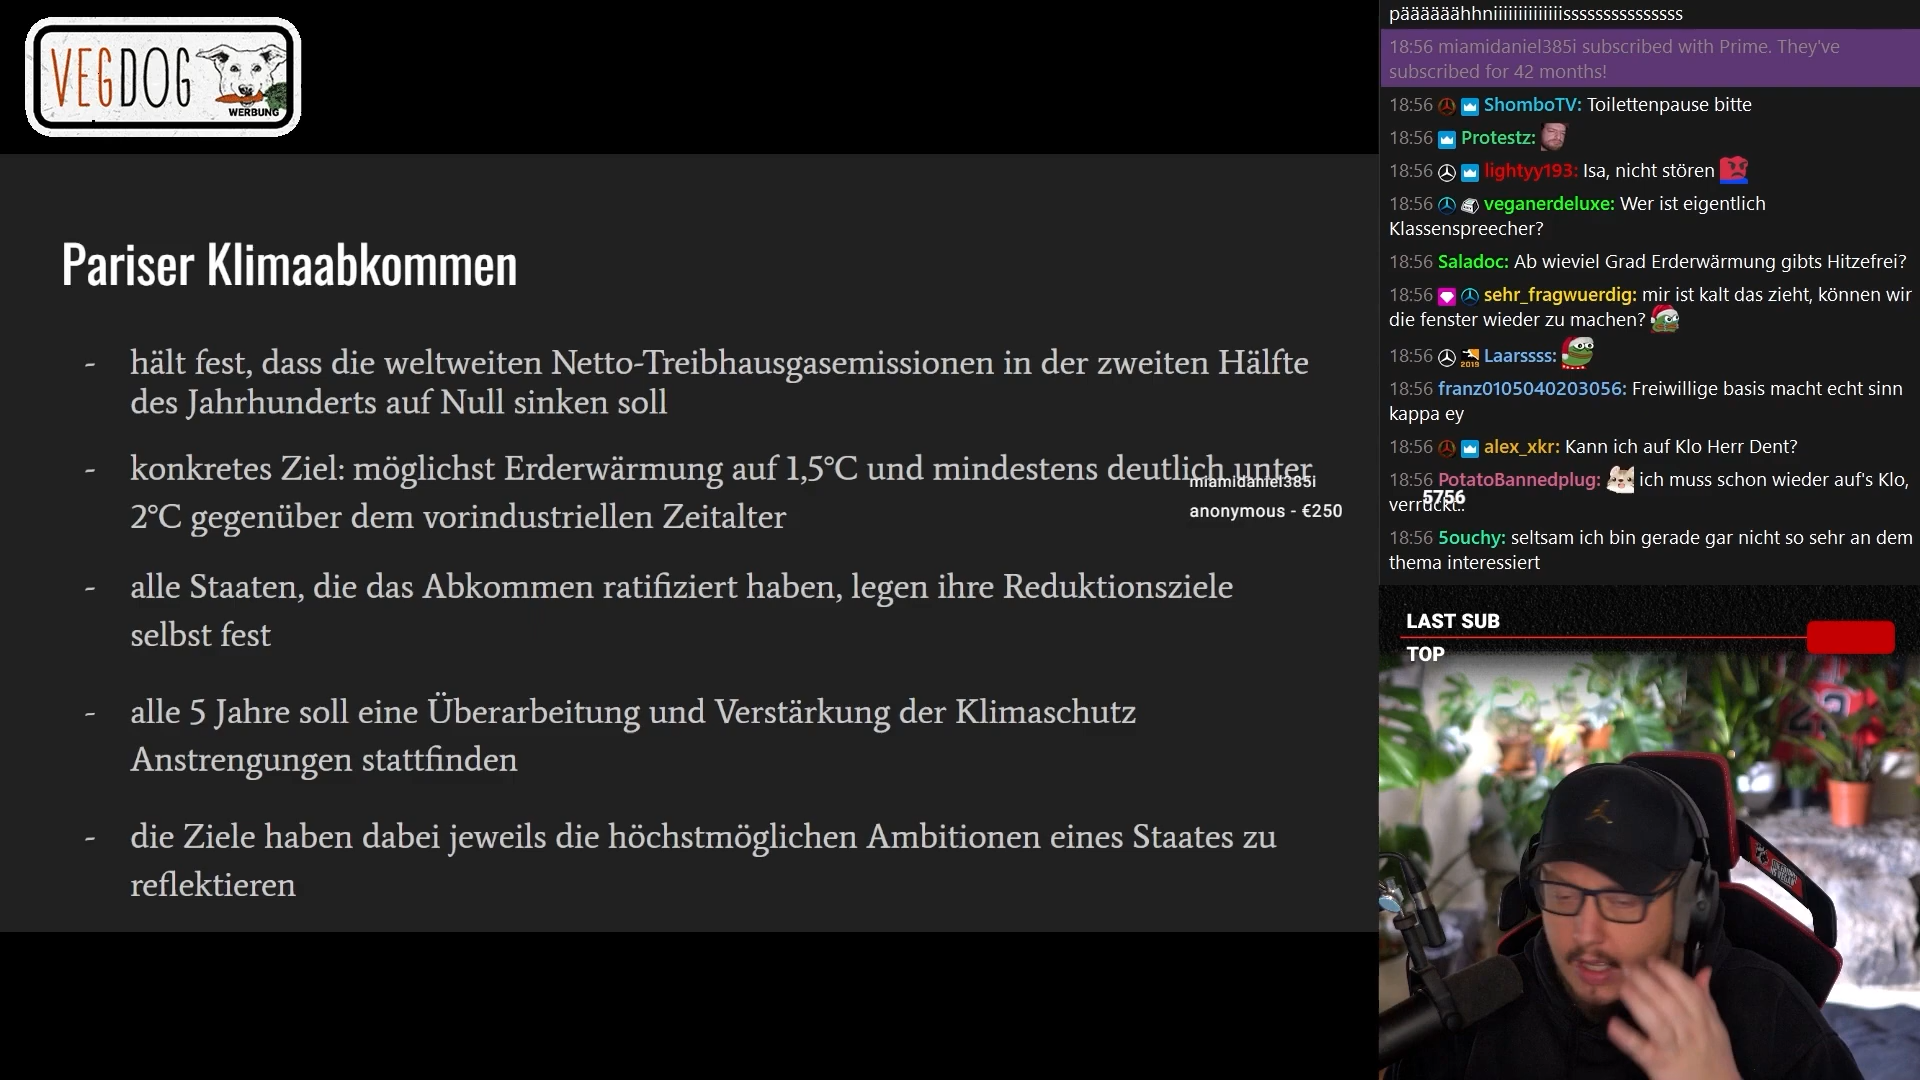 VEGDOG
WERBUNG
Pariser Klimaabkommen
- hält fest, dass die weltweiten Netto-Treibhausgasemissionen in der zweiten Hälfte
des Jahrhunderts auf Null sinken soll
- konkretes Ziel: möglichst Erderwärmung auf 1,5°C und mindestens deutlich unter
2°C gegenüber dem vorindustriellen Zeitalter
miamidaniel385i
anonymous - €250
- alle Staaten, die das Abkommen ratifiziert haben, legen ihre Reduktionsziele
selbst fest
- alle 5 Jahre soll eine Überarbeitung und Verstärkung der Klimaschutz
Anstrengungen stattfinden
- die Ziele haben dabei jeweils die höchstmöglichen Ambitionen eines Staates zu
reflektieren
päääääähhniiiiiiiiiiiiiissssssssssssssss
18:56 miamidaniel385i subscribed with Prime. They've
subscribed for 42 months!
18:56 ShomboTV: Toilettenpause bitte
18:56 Protestz:
18:56 lightyy193: Isa, nicht stören
18:56 veganerdeluxe: Wer ist eigentlich
Klassenspreecher?
18:56 Saladoc: Ab wieviel Grad Erderwärmung gibts Hitzefrei?
18:56 sehr_fragwuerdig: mir ist kalt das zieht, können wir
die fenster wieder zu machen?
18:56 2019 Laarssss:
18:56 franz0105040203056: Freiwillige basis macht echt sinn
kappa ey
18:56 alex_xkr: Kann ich auf Klo Herr Dent?
18:56 PotatoBannedplug: ich muss schon wieder auf's Klo,
verrückt..
5756
18:56 5ouchy: seltsam ich bin gerade gar nicht so sehr an dem
thema interessiert
LAST SUB
TOP